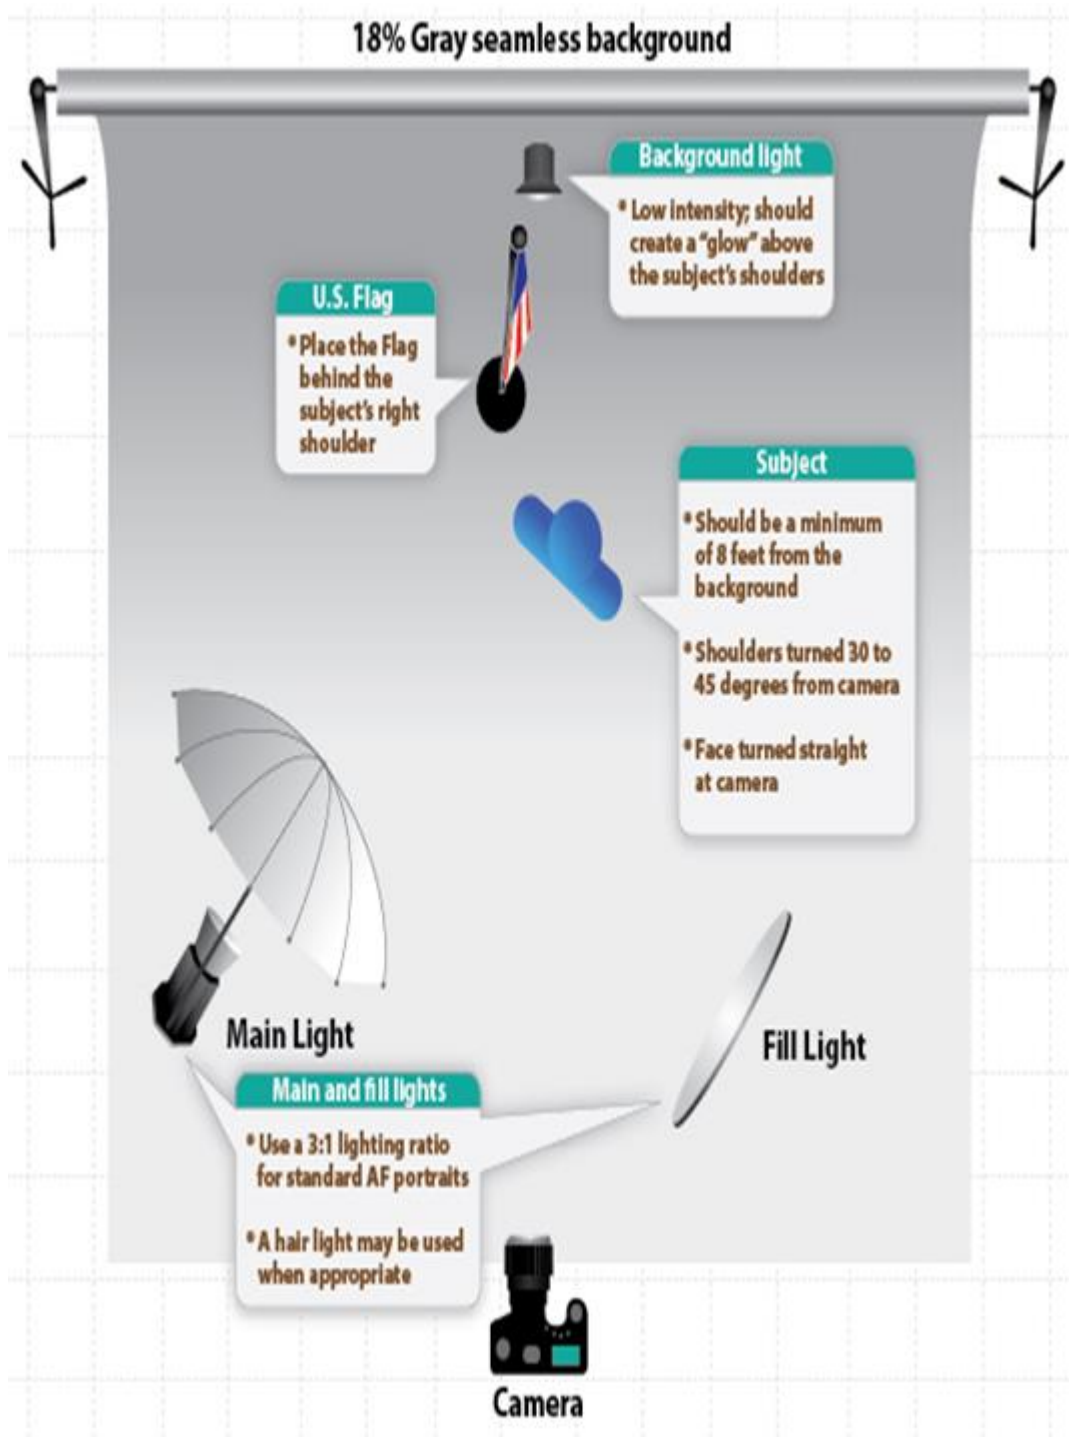 18% Gray seamless background
Background light
• Low intensity; should
create a “glow” above
the subject’s shoulders
U.S. Flag
• Place the Flag
behind the
subject’s right
shoulder
Subject
• Should be a minimum
of 8 feet from the
background
• Shoulders turned 30 to
45 degrees from camera
• Face turned straight
at camera
Main Light
Fill Light
Main and fill lights
• Use a 3:1 lighting ratio
for standard AF portraits
• A hair light may be used
when appropriate
Camera